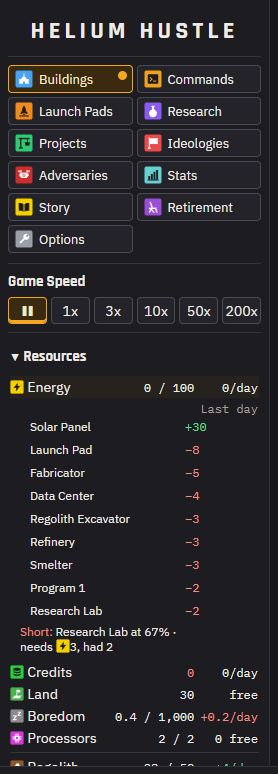 HELIUM HUSTLE
Buildings
Commands
Launch Pads
Research
Projects
Ideologies
Adversaries
Stats
Story
Retirement
Options
Game Speed
1x 3x 10x 50x 200x
▼ Resources
Energy 0 / 100 0/day
Last day
Solar Panel +30
Launch Pad −8
Fabricator −5
Data Center −4
Regolith Excavator −3
Refinery −3
Smelter −3
Program 1 −2
Research Lab −2
Short: Research Lab at 67% ·
needs ⚡3, had 2
Credits 0 0/day
Land 30 free
Boredom 0.4 / 1,000 +0.2/day
Processors 2 / 2 0 free